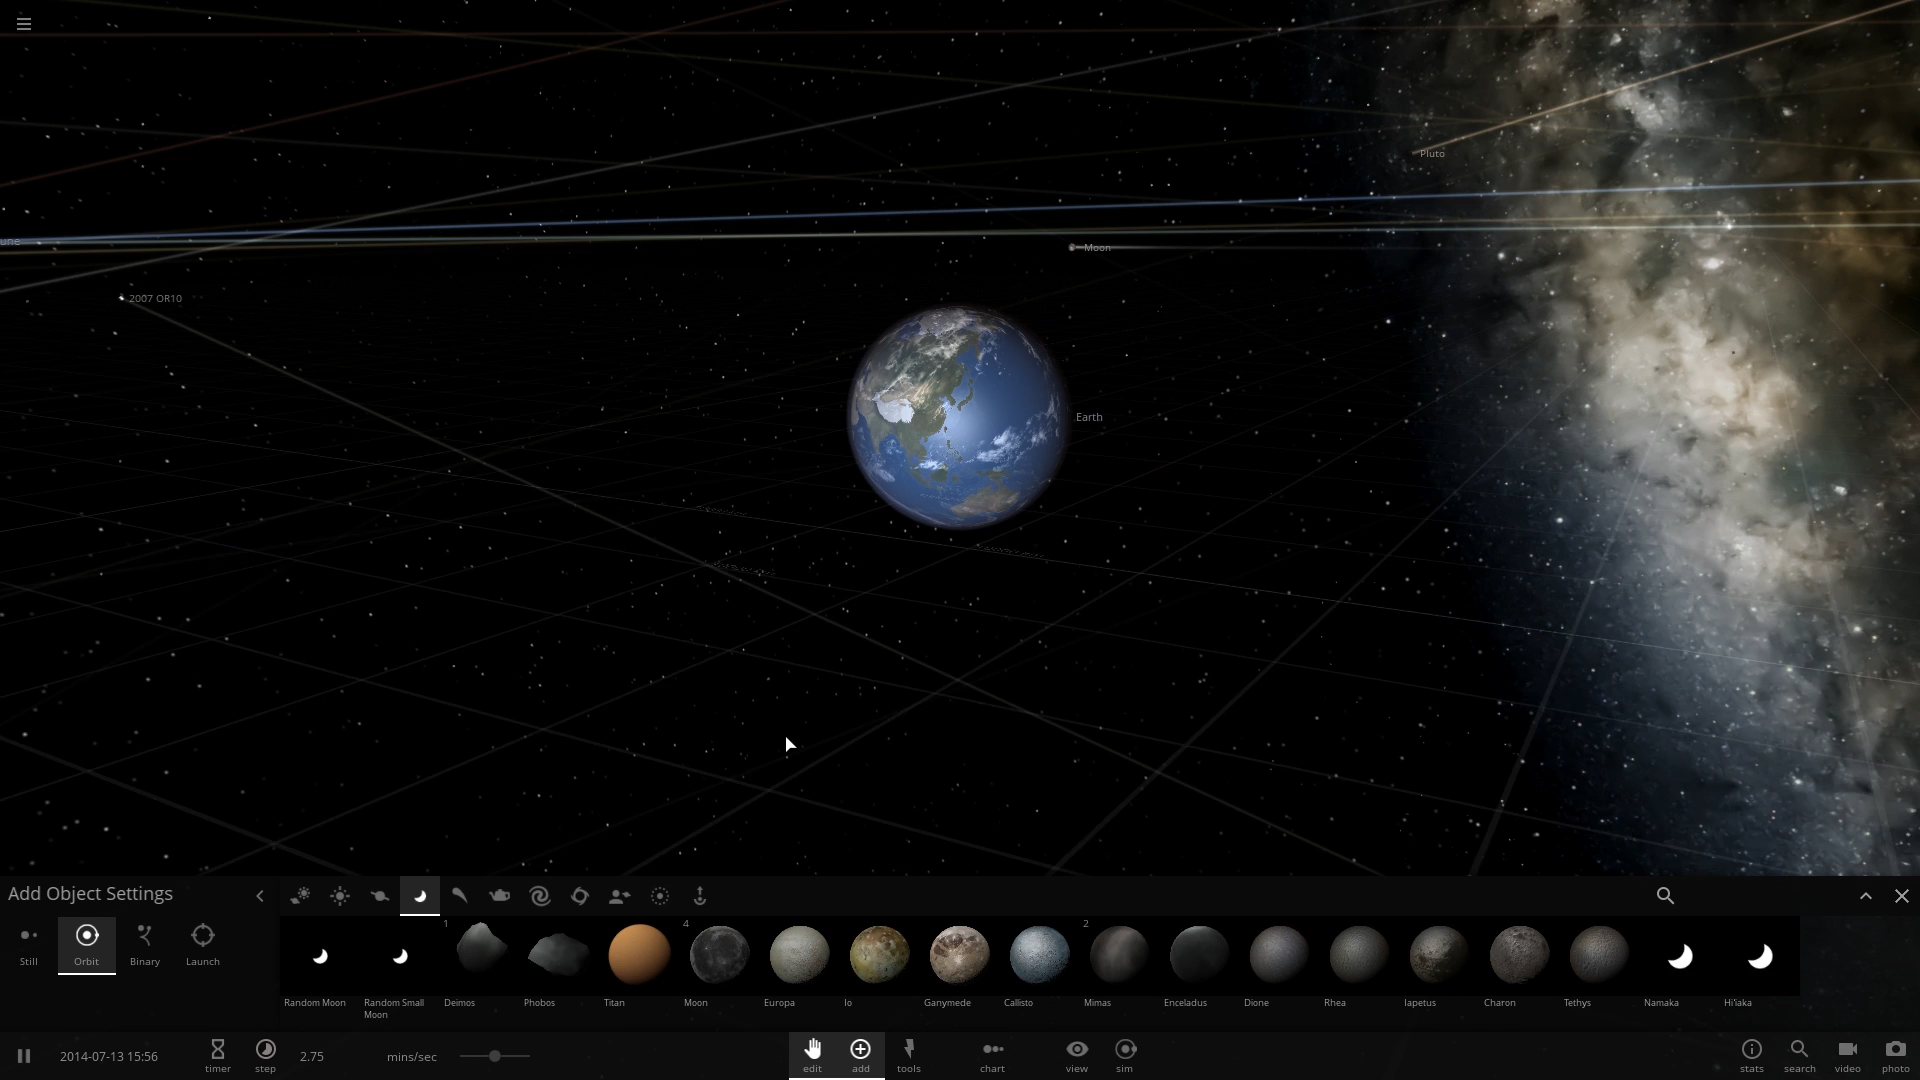 Pluto
une
Moon
2007 OR10
Earth
Add Object Settings
Still
Orbit
Binary
Launch
1
4
2
Random Moon
Random Small
Moon
Deimos
Phobos
Titan
Moon
Europa
Io
Ganymede
Callisto
Mimas
Enceladus
Dione
Rhea
Iapetus
Charon
Tethys
Namaka
Hi'iaka
2014-07-13 15:56
timer
step
2.75
mins/sec
edit
add
tools
chart
view
sim
stats
search
video
photo